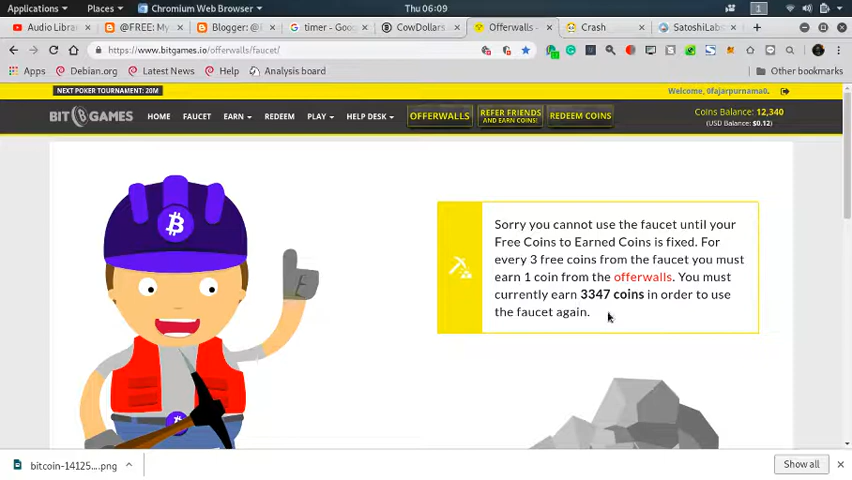 Applications Places Chromium Web Browser Thu 06:09 1
Audio Libra @FREE: My Blogger: @ timer - Goo CowDollars Offerwalls - Crash SatoshiLabs
https://www.bitgames.io/offerwalls/faucet/
Apps Debian.org Latest News Help Analysis board Other bookmarks
NEXT POKER TOURNAMENT: 20M Welcome, 0fajarpurnama0.
BIT GAMES HOME FAUCET EARN REDEEM PLAY HELP DESK OFFERWALLS REFER FRIENDS AND EARN COINS! REDEEM COINS Coins Balance: 12,340
(USD Balance: $0.12)
Sorry you cannot use the faucet until your
Free Coins to Earned Coins is fixed. For
every 3 free coins from the faucet you must
earn 1 coin from the offerwalls. You must
currently earn 3347 coins in order to use
the faucet again.
bitcoin-14125....png Show all